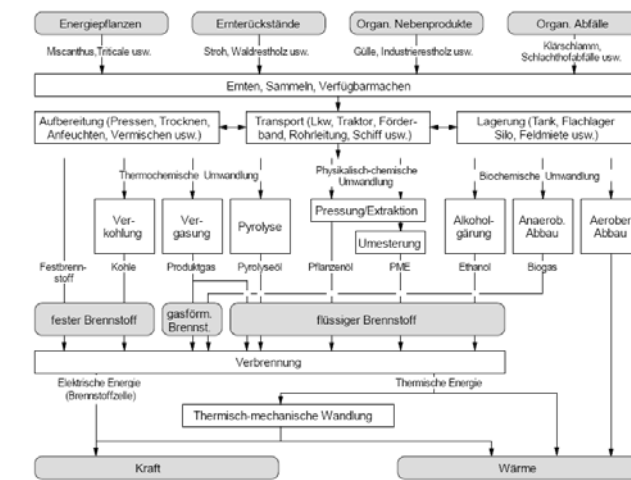 Energiepflanzen
Ernterückstände
Organ. Nebenprodukte
Organ. Abfälle
Miscanthus,Triticale usw.
Stroh, Waldrestholz usw.
Gülle, Industrierestholz usw.
Klärschlamm,
Schlachthofabfälle usw.
Ernten, Sammeln, Verfügbarmachen
Aufbereitung (Pressen, Trocknen,
Anfeuchten, Vermischen usw.)
Transport (Lkw, Traktor, Förder-
band, Rohrleitung, Schiff usw.)
Lagerung (Tank, Flachlager
Silo, Feldmiete usw.)
Thermochemische Umwandlung
Physikalisch-chemische
Umwandlung
Biochemische Umwandlung
Ver-
kohlung
Ver-
gasung
Pyrolyse
Pressung/Extraktion
Umesterung
Alkohol-
gärung
Anaerob.
Abbau
Aerober
Abbau
Festbrenn-
stoff
Kohle
Produktgas
Pyrolyseöl
Pflanzenöl
PME
Ethanol
Biogas
fester Brennstoff
gasförm.
Brennst.
flüssiger Brennstoff
Verbrennung
Elektrische Energie
(Brennstoffzelle)
Thermische Energie
Thermisch-mechanische Wandlung
Kraft
Wärme